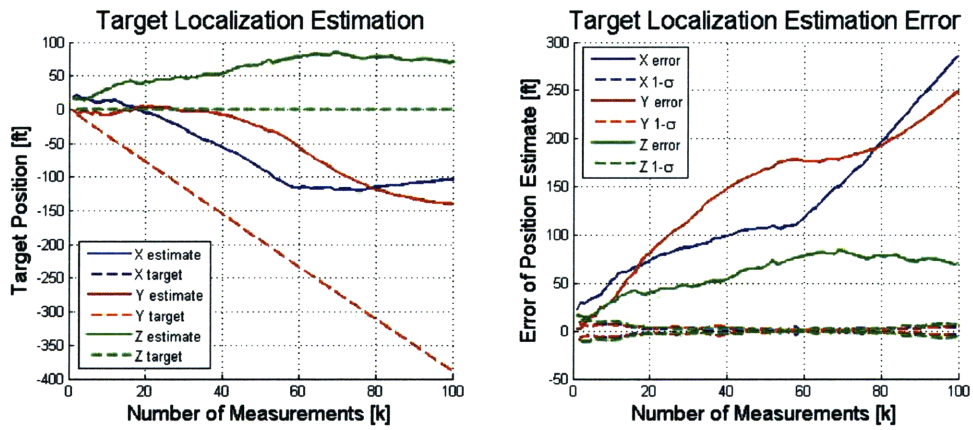 Target Localization Estimation
Target Position [ft]
100
50
0
-50
-100
-150
-200
-250
-300
-350
-400
X estimate
X target
Y estimate
Y target
Z estimate
Z target
0 20 40 60 80 100
Number of Measurements [k]
Target Localization Estimation Error
Error of Position Estimate [ft]
300
250
200
150
100
50
0
-50
X error
X 1-σ
Y error
Y 1-σ
Z error
Z 1-σ
0 20 40 60 80 100
Number of Measurements [k]